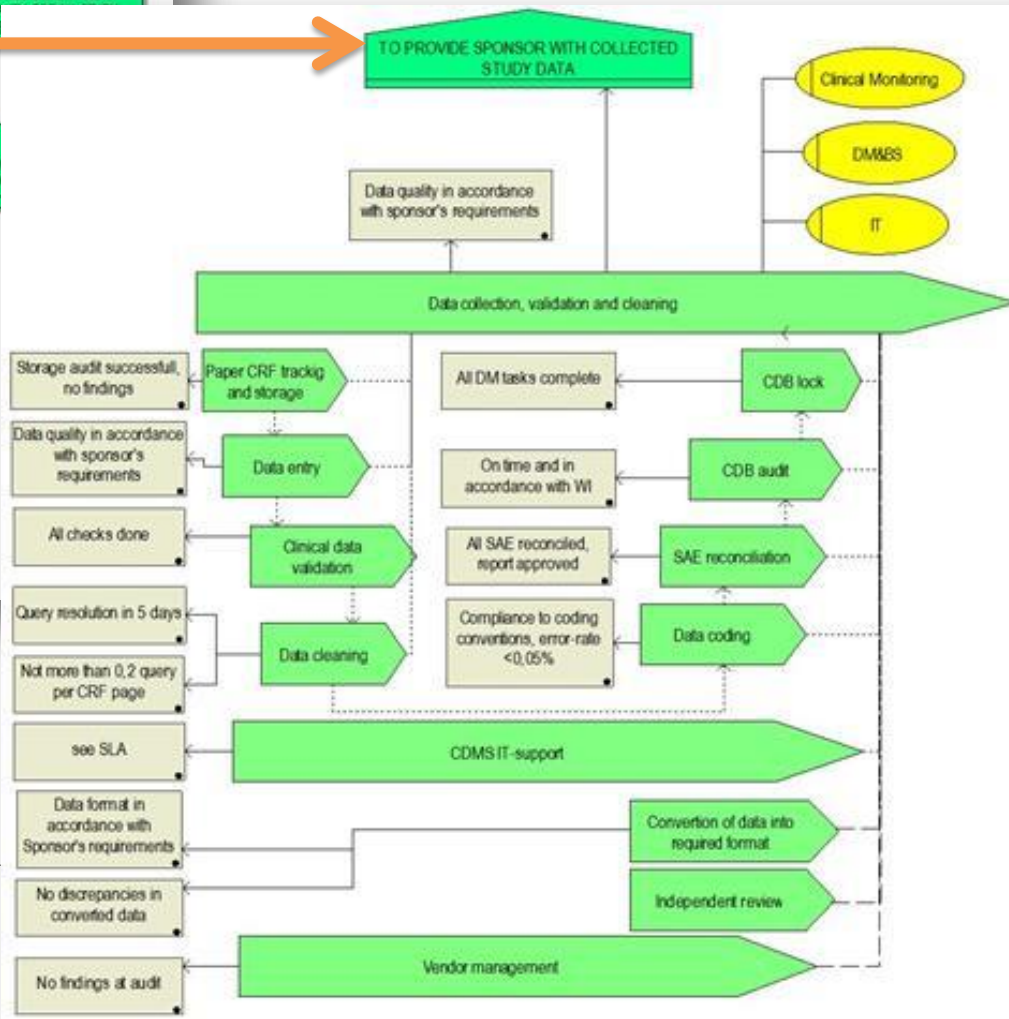 TO PROVIDE SPONSOR WITH COLLECTED
STUDY DATA
Clinical Monitoring
DM&BS
IT
Data quality in accordance
with sponsor's requirements
Data collection, validation and cleaning
Storage audit successfull,
no findings
Paper CRF trackig
and storage
All DM tasks complete
CDB lock
Data quality in accordance
with sponsor's
requirements
Data entry
On time and in
accordance with WI
CDB audit
All checks done
Clinical data
validation
All SAE reconciled,
report approved
SAE reconciliation
Query resolution in 5 days
Not more than 0,2 query
per CRF page
Data cleaning
Compliance to coding
conventions, error-rate
<0,05%
Data coding
see SLA
CDMS IT-support
Data format in
accordance with
Sponsor's requirements
Convertion of data into
required format
No discrepancies in
converted data
Independent review
No findings at audit
Vendor management